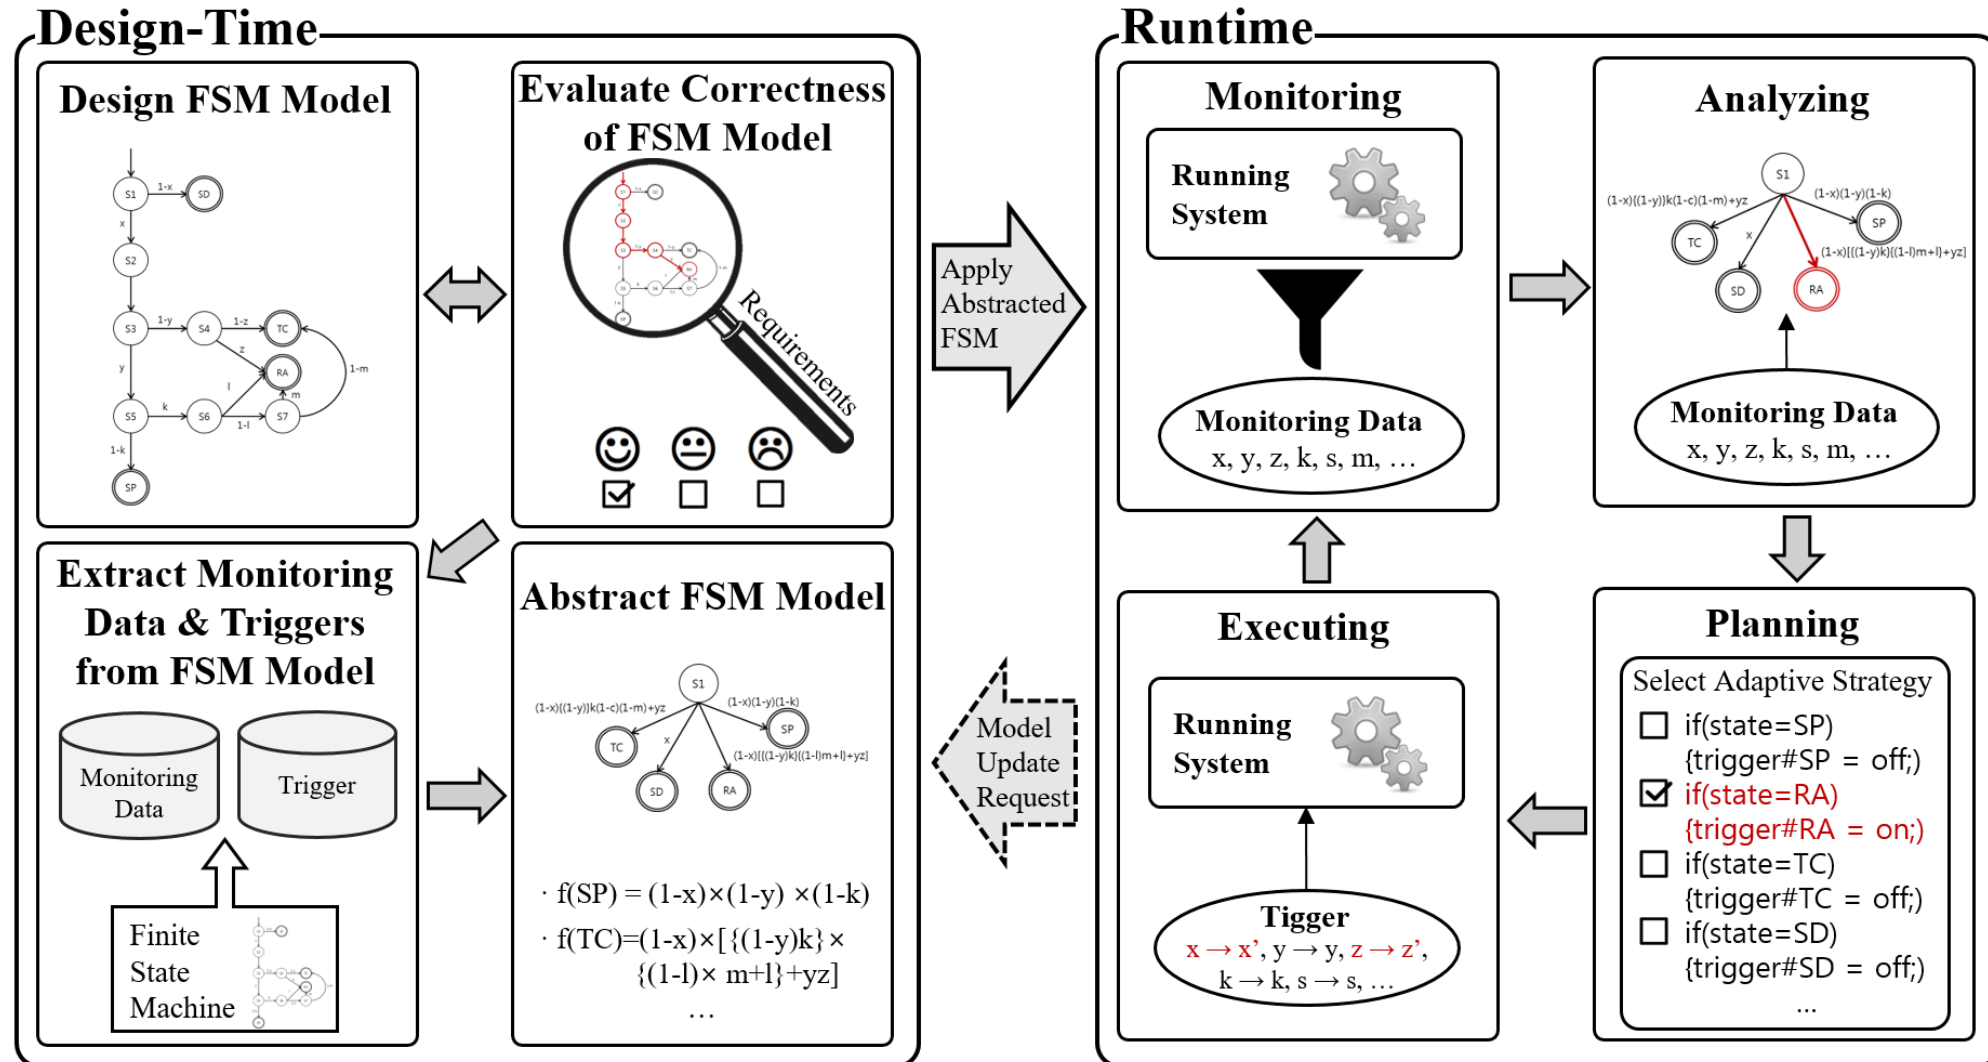 Design-Time
Design FSM Model
S1
1-x
SD
x
S2
S3
1-y
S4
1-z
TC
z
RA
y
l
m
1-m
S5
k
S6
1-l
S7
1-k
SP
Evaluate Correctness
of FSM Model
Requirements
Extract Monitoring
Data & Triggers
from FSM Model
Monitoring
Data
Trigger
Finite
State
Machine
Abstract FSM Model
S1
(1-x){(1-y)}k(1-c)(1-m)+yz
(1-x)(1-y)(1-k)
TC
x
SP
(1-x)[{(1-y)k}{(1-l)m+l}+yz]
SD
RA
· f(SP) = (1-x)×(1-y) ×(1-k)
· f(TC)=(1-x)×[{(1-y)k}×
{(1-l)× m+l}+yz]
…
Apply
Abstracted
FSM
Model
Update
Request
Runtime
Monitoring
Running
System
Monitoring Data
x, y, z, k, s, m, …
Analyzing
S1
(1-x){(1-y)}k(1-c)(1-m)+yz
(1-x)(1-y)(1-k)
TC
x
SP
(1-x)[{(1-y)k}{(1-l)m+l}+yz]
SD
RA
Monitoring Data
x, y, z, k, s, m, …
Executing
Running
System
Tigger
x → x’, y → y, z → z’,
k → k, s → s, …
Planning
Select Adaptive Strategy
if(state=SP)
{trigger#SP = off;}
if(state=RA)
{trigger#RA = on;}
if(state=TC)
{trigger#TC = off;}
if(state=SD)
{trigger#SD = off;}
...